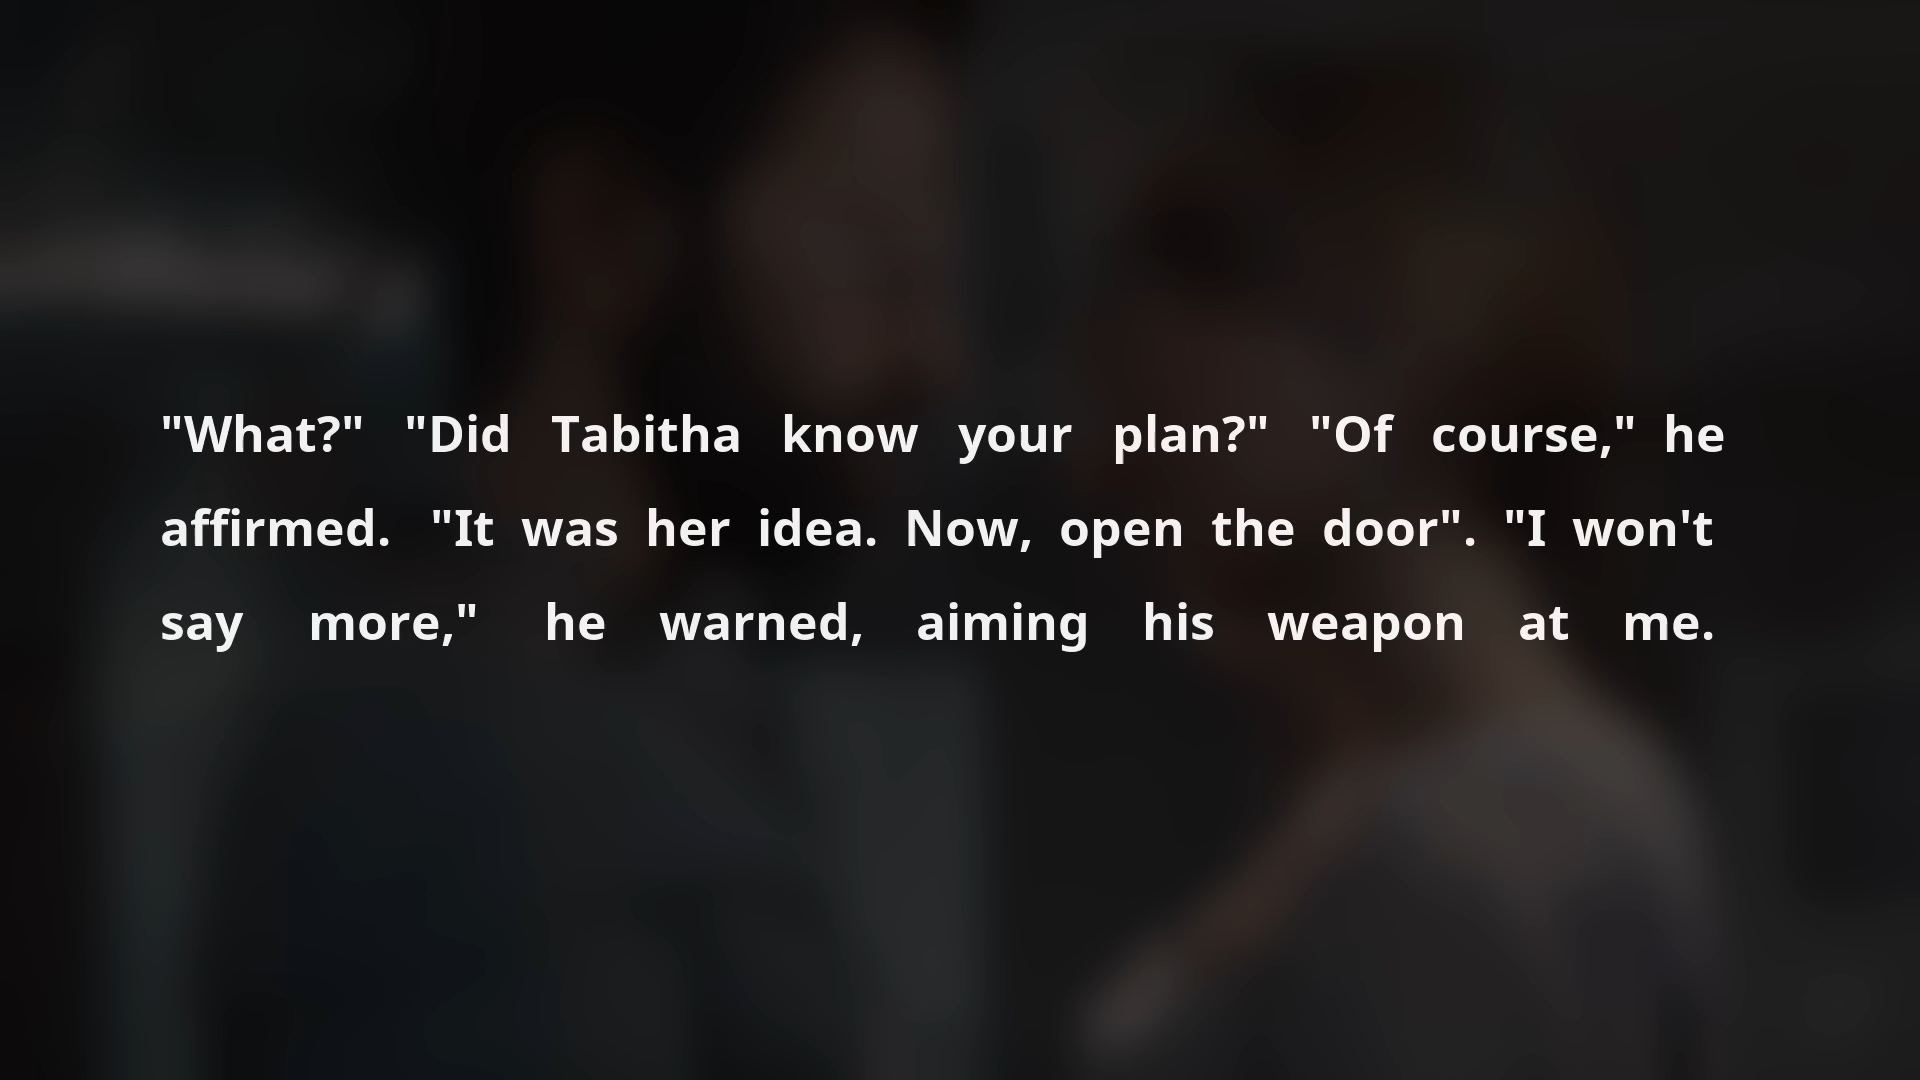 "What?" "Did Tabitha know your plan?" "Of course," he
affirmed. "It was her idea. Now, open the door". "I won't
say more," he warned, aiming his weapon at me.